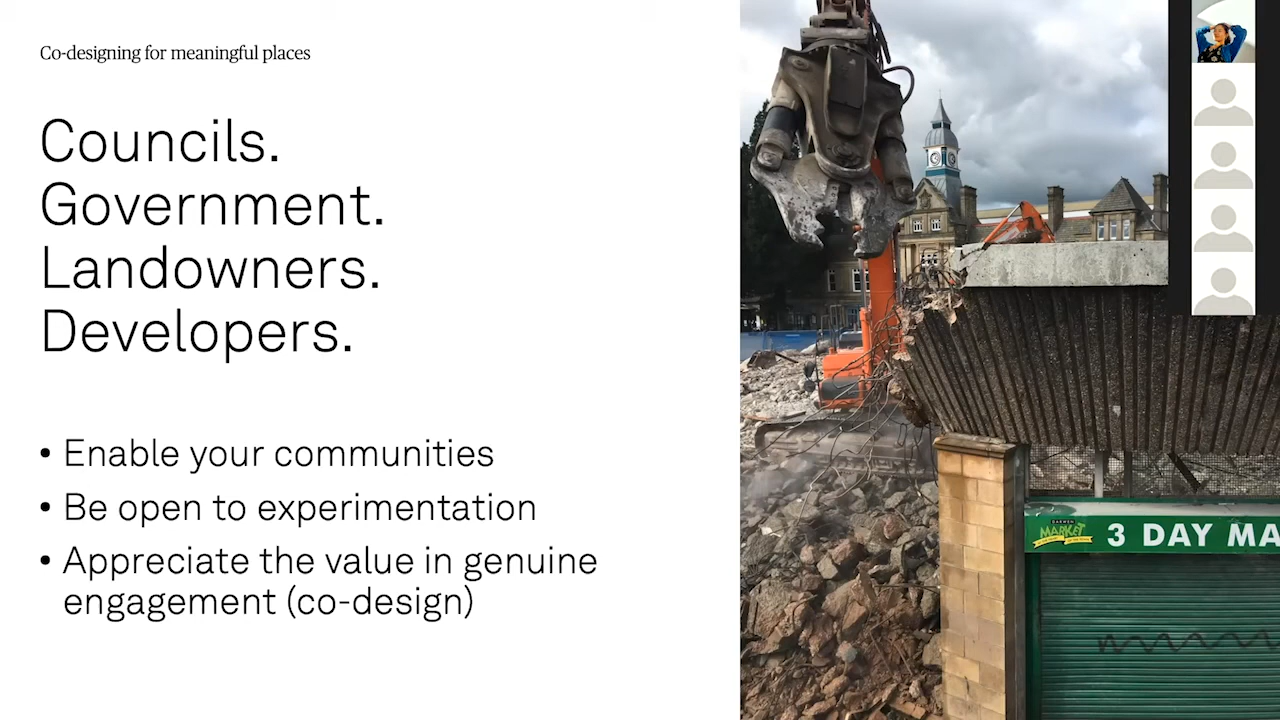 Co-designing for meaningful places
Councils.
Government.
Landowners.
Developers.
• Enable your communities
• Be open to experimentation
• Appreciate the value in genuine
engagement (co-design)
DARWEN
MARKET
3 DAY MA